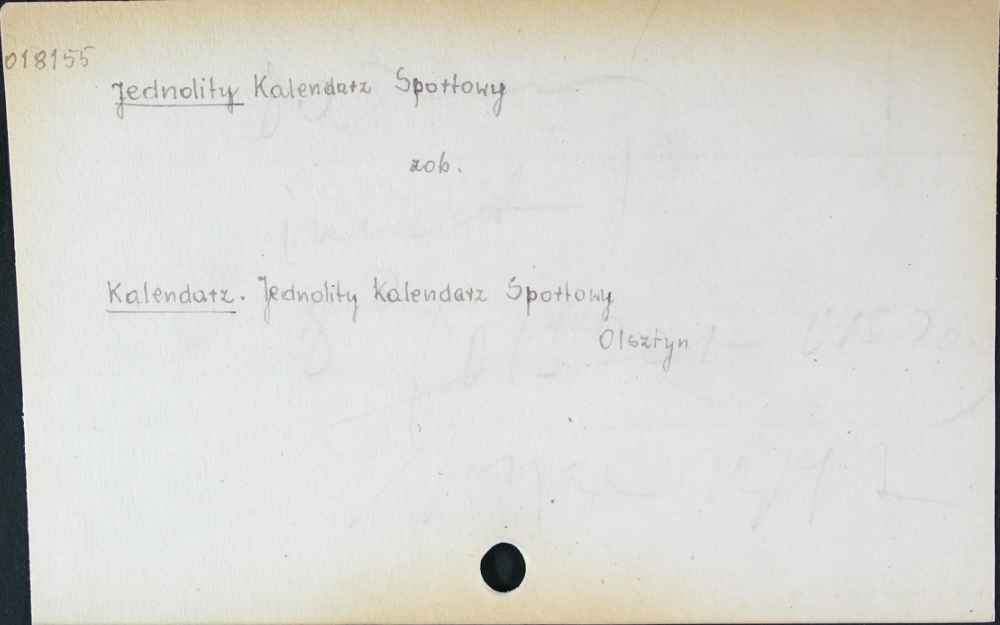 018155
Jednolity Kalendarz Sportowy
zob.
Kalendarz. Jednolity Kalendarz Sportowy
Olsztyn